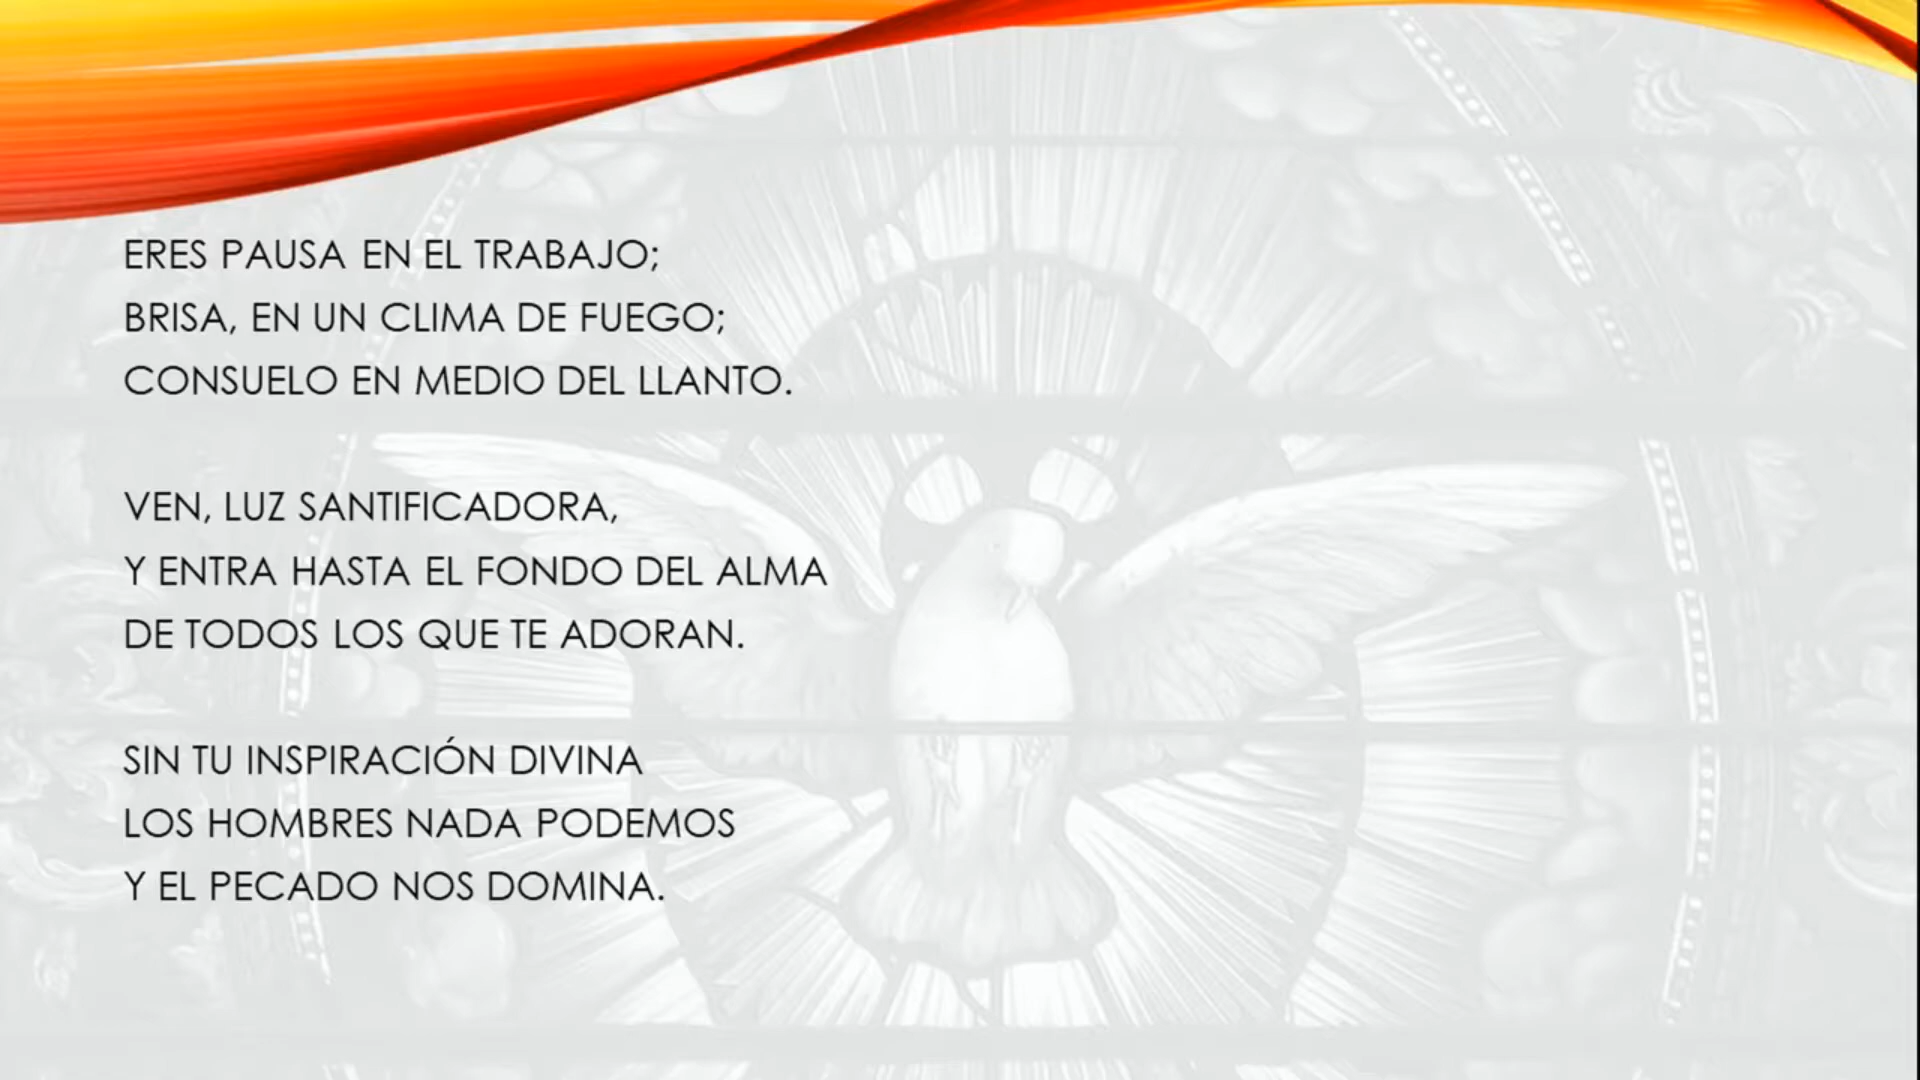 ERES PAUSA EN EL TRABAJO;
BRISA, EN UN CLIMA DE FUEGO;
CONSUELO EN MEDIO DEL LLANTO.
VEN, LUZ SANTIFICADORA,
Y ENTRA HASTA EL FONDO DEL ALMA
DE TODOS LOS QUE TE ADORAN.
SIN TU INSPIRACIÓN DIVINA
LOS HOMBRES NADA PODEMOS
Y EL PECADO NOS DOMINA.